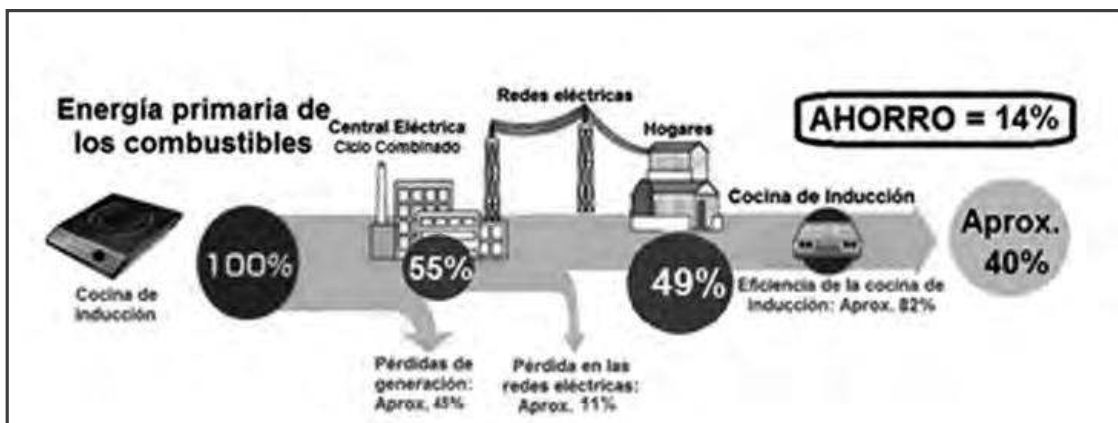 Energía primaria de
los combustibles
Central Eléctrica
Ciclo Combinado
Redes eléctricas
Hogares
AHORRO = 14%
Cocina de Inducción
Cocina de
inducción
100%
55%
49%
Aprox.
40%
Eficiencia de la cocina de
Inducción: Aprox. 82%
Pérdidas de
generación:
Aprox. 45%
Pérdida en las
redes eléctricas:
Aprox. 11%